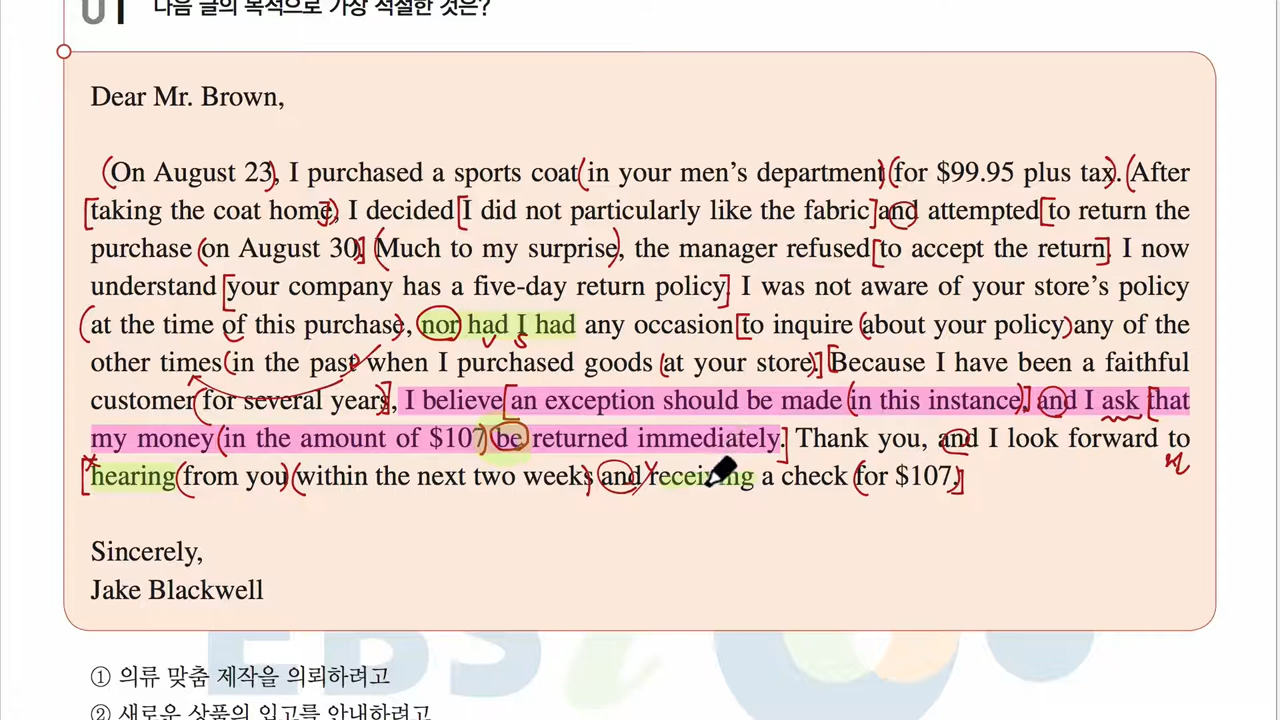 01 다음 글의 목적으로 가장 적절한 것은?
Dear Mr. Brown,
On August 23, I purchased a sports coat in your men's department for $99.95 plus tax. After
taking the coat home, I decided I did not particularly like the fabric and attempted to return the
purchase on August 30. Much to my surprise, the manager refused to accept the return. I now
understand your company has a five-day return policy. I was not aware of your store's policy
at the time of this purchase, nor had I had any occasion to inquire about your policy any of the
other times in the past when I purchased goods at your store. Because I have been a faithful
customer for several years, I believe an exception should be made in this instance, and I ask that
my money in the amount of $107 be returned immediately. Thank you, and I look forward to
hearing from you within the next two weeks and receiving a check for $107.
Sincerely,
Jake Blackwell
① 의류 맞춤 제작을 의뢰하려고
② 새로운 상품의 입고를 안내하려고
EBSi